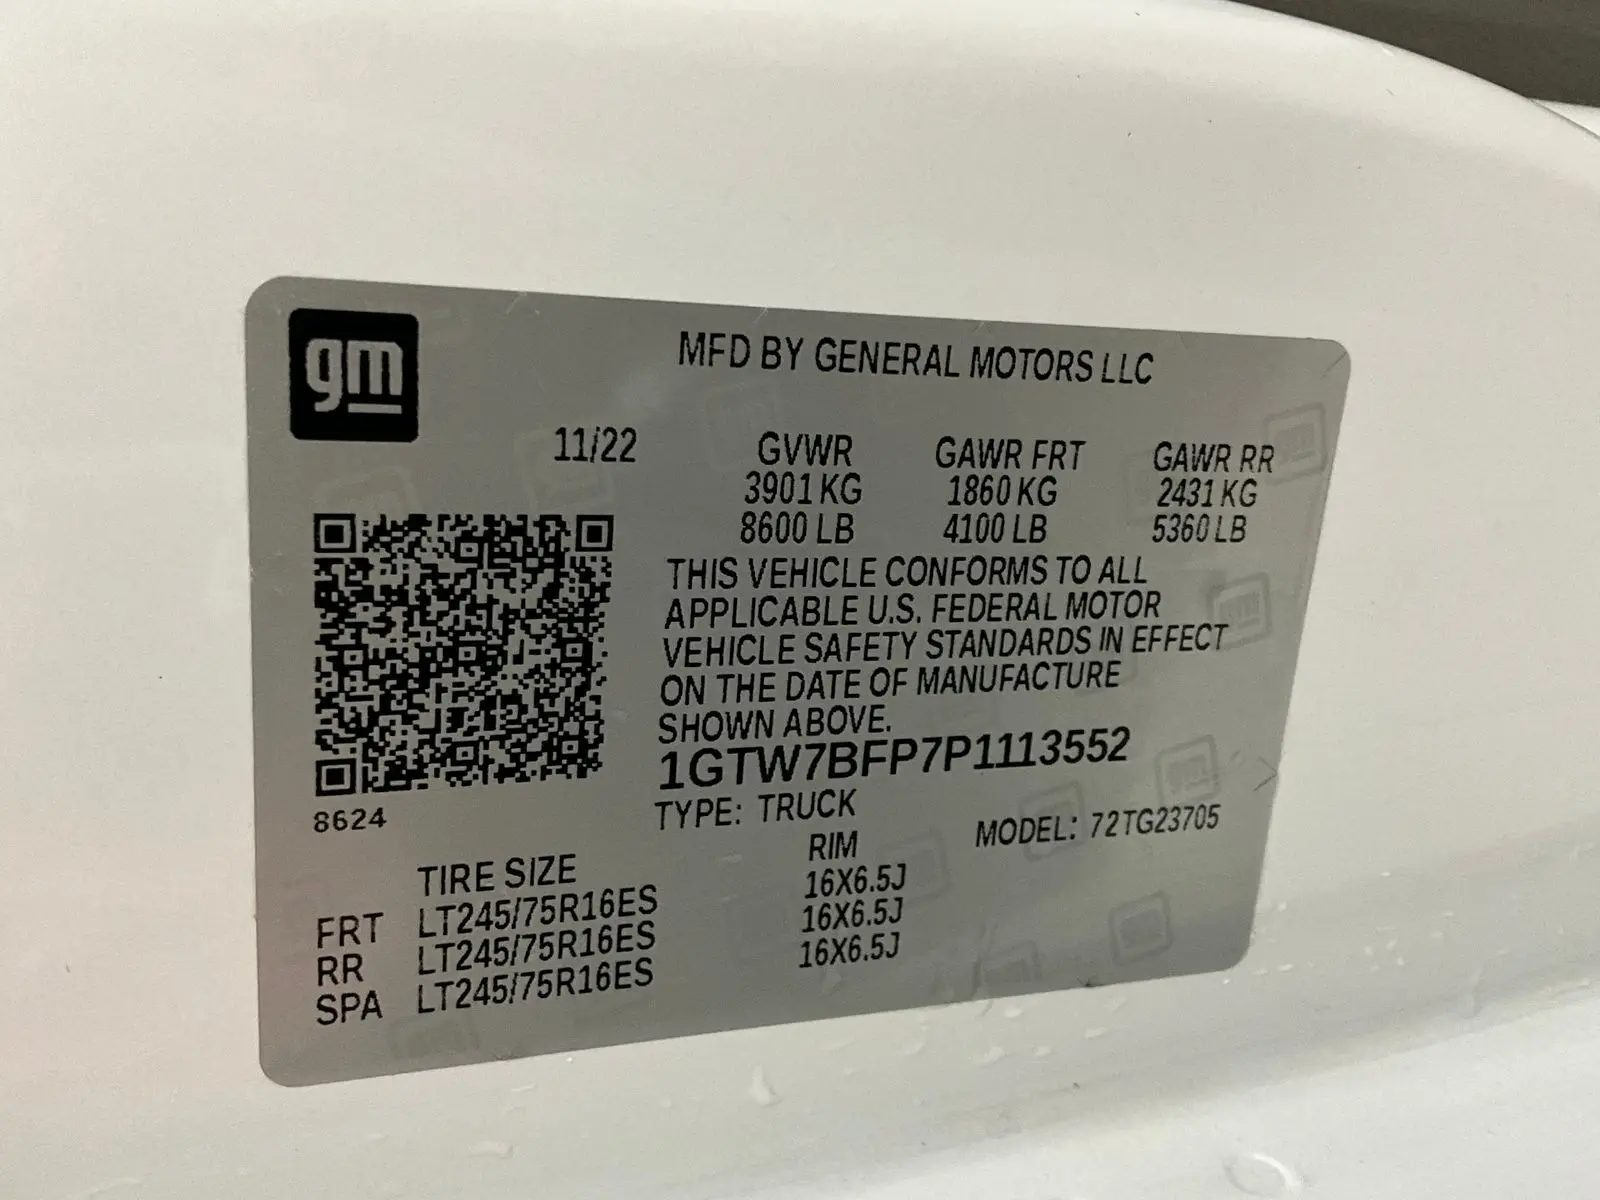 gm
MFD BY GENERAL MOTORS LLC
11/22 GVWR GAWR FRT GAWR RR
3901 KG 1860 KG 2431 KG
8600 LB 4100 LB 5360 LB
THIS VEHICLE CONFORMS TO ALL
APPLICABLE U.S. FEDERAL MOTOR
VEHICLE SAFETY STANDARDS IN EFFECT
ON THE DATE OF MANUFACTURE
SHOWN ABOVE.
1GTW7BFP7P1113552
8624
TYPE: TRUCK MODEL: 72TG23705
TIRE SIZE RIM
FRT LT245/75R16ES 16X6.5J
RR LT245/75R16ES 16X6.5J
SPA LT245/75R16ES 16X6.5J